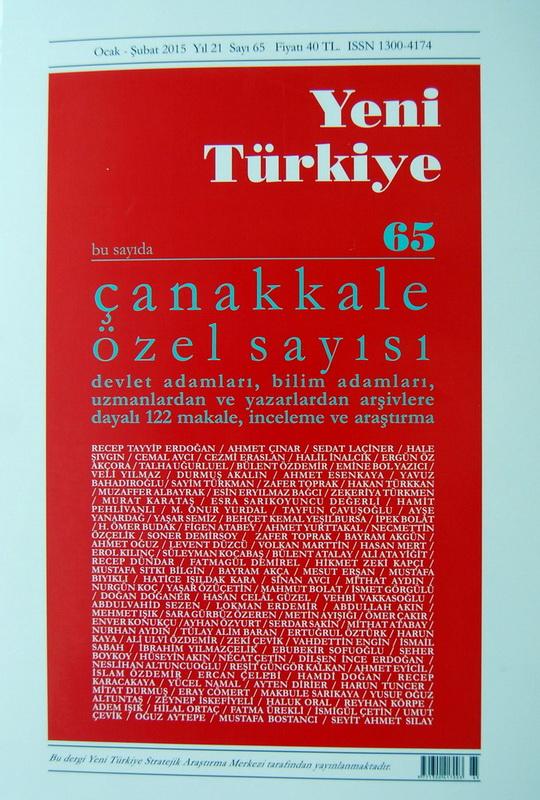 Ocak - Şubat 2015 Yıl 21 Sayı 65 Fiyatı 40 TL. ISSN 1300-4174
Yeni
Türkiye
bu sayıda
65
çanakkale
özel sayısı
devlet adamları, bilim adamları,
uzmanlardan ve yazarlardan arşivlere
dayalı 122 makale, inceleme ve araştırma
RECEP TAYYİP ERDOĞAN / AHMET ÇINAR / SEDAT LAÇİNER / HALE
ŞIVGIN / CEMAL AVCI / CEZMİ ERASLAN / HALİL İNALCIK / ERGÜN ÖZ
AKÇORA / TALHA UĞURLUEL / BÜLENT ÖZDEMİR / EMİNE BOL YAZICI /
VELİ YILMAZ / DURMUŞ AKALIN / AHMET ESENKAYA / YAVUZ
BAHADIROĞLU / SAYİM TÜRKMAN / ZAFER TOPRAK / HAKAN TÜRKKAN
/ MUZAFFER ALBAYRAK / ESİN ERYILMAZ BAĞCI / ZEKERİYA TÜRKMEN
/ MURAT KARATAŞ / ESRA SARIKOYUNCU DEĞERLİ / HAMİT
PEHLİVANLI / M. ONUR YURDAL / TAYFUN ÇAVUŞOĞLU / AYŞE
YANARDAĞ / YAŞAR SEMİZ / BEHÇET KEMAL YEŞİLBURSA / İPEK BOLAT
/ H. ÖMER BUDAK / FİGEN ATABEY / AHMET YURTTAKAL / NECMETTİN
ÖZÇELİK / SONER DEMİRSOY / ZAFER TOPRAK / BAYRAM AKGÜN /
AHMET OĞUZ / LEVENT DÜZCÜ / VOLKAN MARTTİN / HASAN MERT /
EROL KILINÇ / SÜLEYMAN KOCABAŞ / BÜLENT ATALAY / ALİ ATA YİĞİT /
RECEP DÜNDAR / FATMAGÜL DEMİREL / HİKMET ZEKİ KAPÇI /
MUSTAFA SITKI BİLGİN / BAYRAM AKÇA / MESUT ERŞAN / MUSTAFA
BIYIKLI / HATİCE IŞILDAK KARA / SİNAN AVCI / MİTHAT AYDIN /
NURGÜN KOÇ / YAŞAR ÖZÜÇETİN / MAHMUT BOLAT / İSMET GÖRGÜLÜ
/ DOĞAN DOĞANER / HASAN CELAL GÜZEL / VEHBİ VAKKASOĞLU /
ABDULVAHİD SEZEN / LOKMAN ERDEMİR / ABDULLAH AKIN /
MEHMET IŞIK / SARA GÜRBÜZ ÖZEREN / METİN AYIŞIĞI / ÖMER ÇAKIR /
ENVER KONUKÇU / AYHAN ÖZYURT / SERDAR SAKİN / MİTHAT ATABAY /
NURHAN AYDIN / TÜLAY ALİM BARAN / ERTUĞRUL ÖZTÜRK / HARUN
KAYA / ALİ ULVİ ÖZDEMİR / ZEKİ ÇEVİK / VAHDETTİN ENGİN / İSMAİL
SABAH / İBRAHİM YILMAZÇELİK / EBUBEKİR SOFUOĞLU / ŞEHER
BOYKOY / HÜSEYİN AKIN / NECAT ÇETİN / DİLŞEN İNCE ERDOĞAN /
NESLİHAN ALTUNCUOĞLU / REŞİT GÜNGÖR KALKAN / AHMET EYİCİL /
İSLAM ÖZDEMİR / ERCAN ÇELEBİ / HAMDİ DOĞAN / RECEP
KARACAKAYA / YÜCEL NAMAL / AYTEN DİRİER / HARUN TUNCER /
MİTAT DURMUŞ / ERAY CÖMERT / MAKBULE SARIKAYA / YUSUF OĞUZ
ALTUNTAŞ / ZEYNEP İSKEFİYELİ / HALUK ORAL / REYHAN KÖRPE /
ADEM IŞIK / HİLAL ORTAÇ / FATMA ÜREKLİ / İSMİGÜL ÇETİN / UMUT
ÇEVİK / OĞUZ AYTEPE / MUSTAFA BOSTANCI / SEYİT AHMET SILAY
Bu dergi Yeni Türkiye Stratejik Araştırma Merkezi tarafından yayınlanmaktadır.